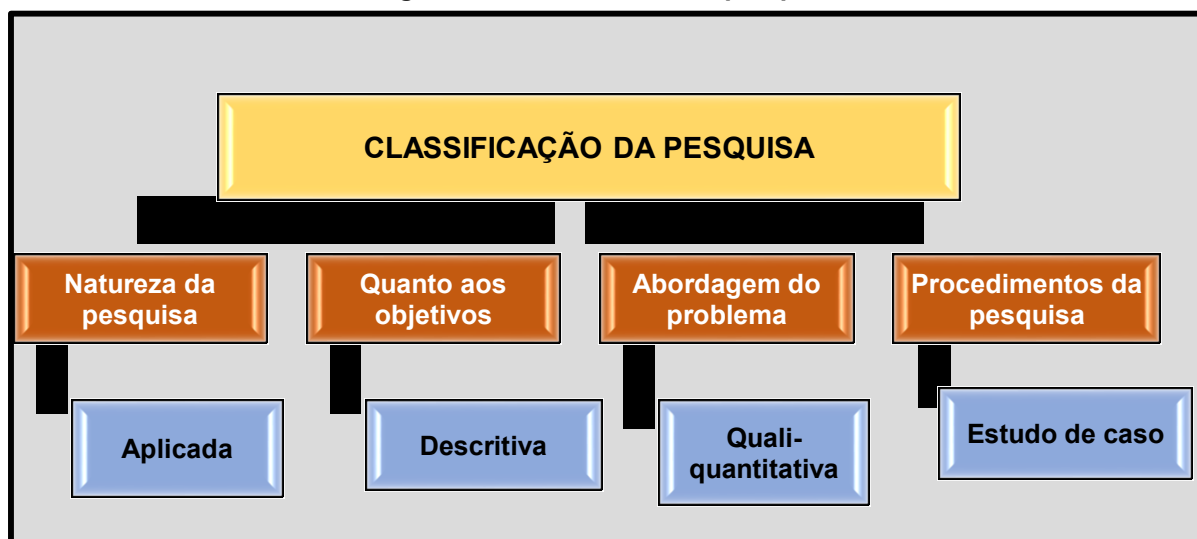 CLASSIFICAÇÃO DA PESQUISA
Natureza da
pesquisa
Quanto aos
objetivos
Abordagem do
problema
Procedimentos da
pesquisa
Aplicada
Descritiva
Quali-
quantitativa
Estudo de caso